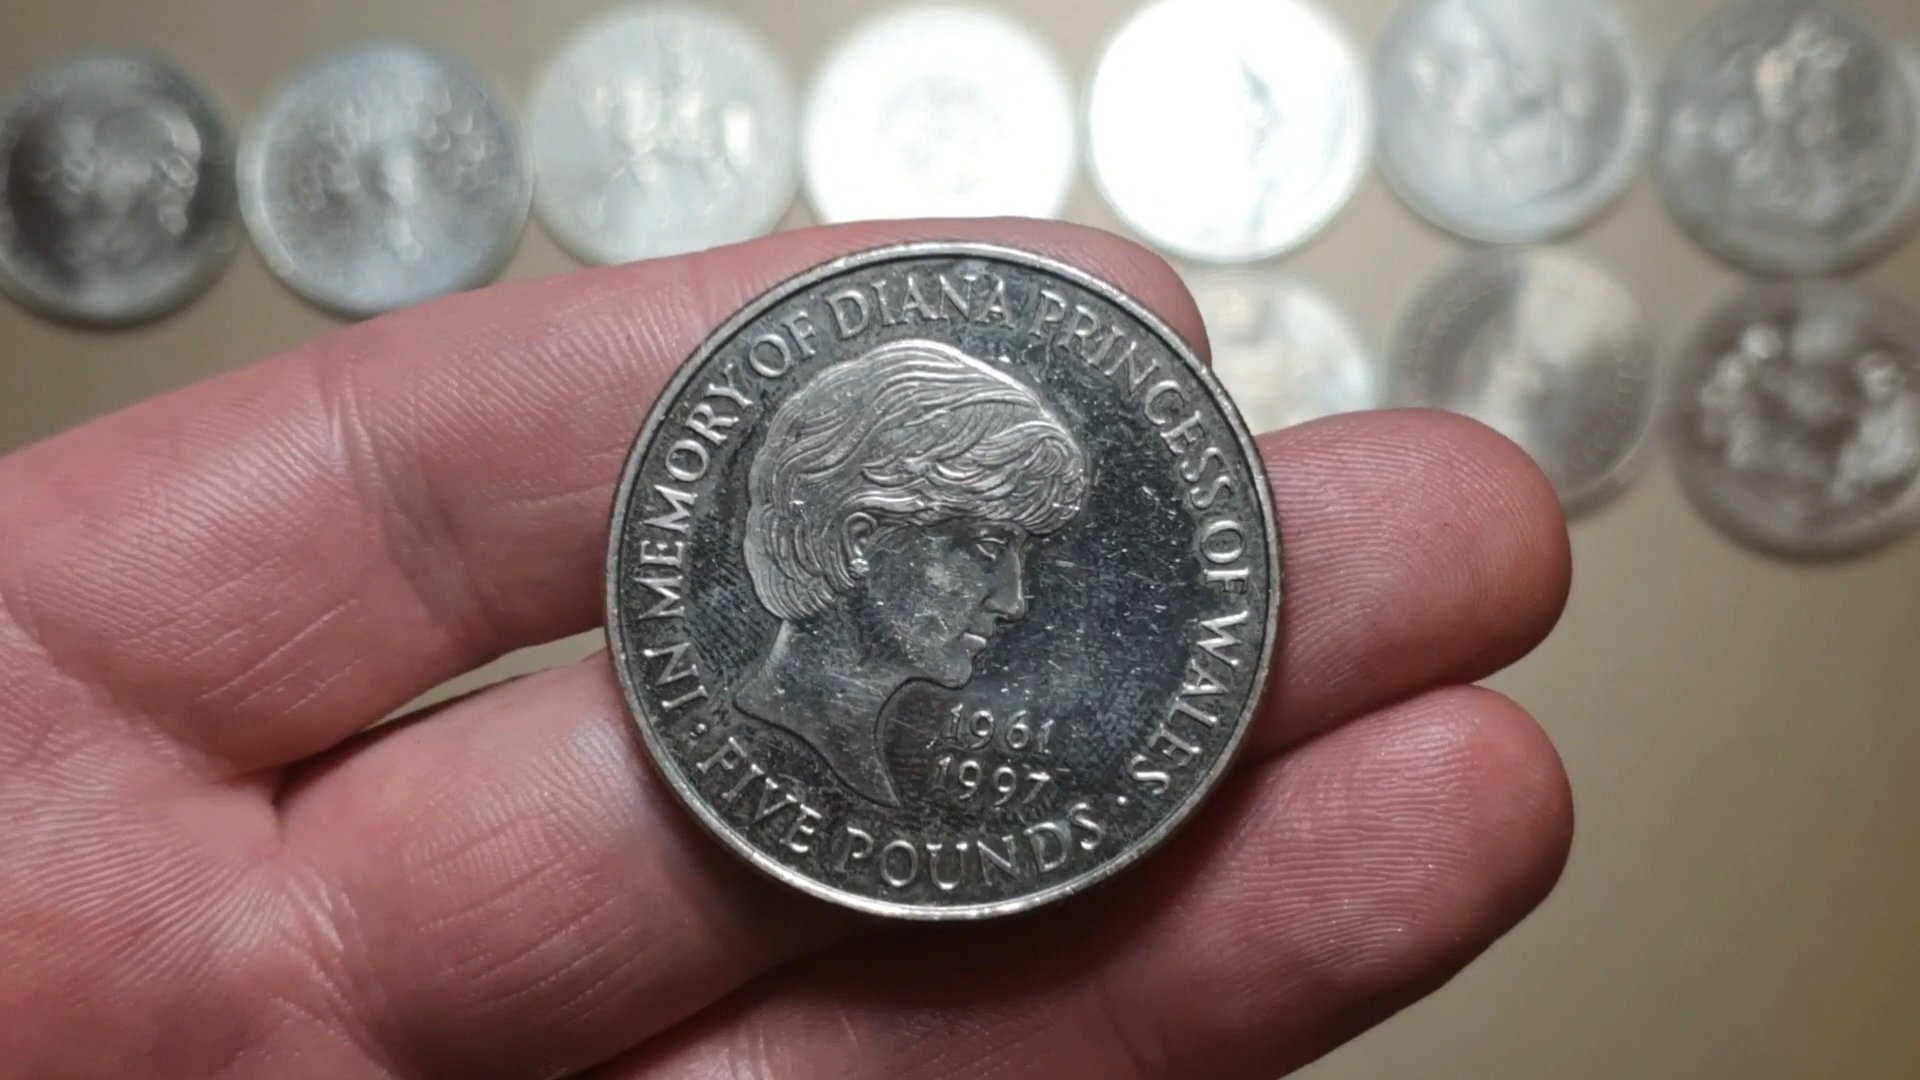 IN MEMORY OF DIANA PRINCESS OF WALES
1961
1997
· FIVE POUNDS ·